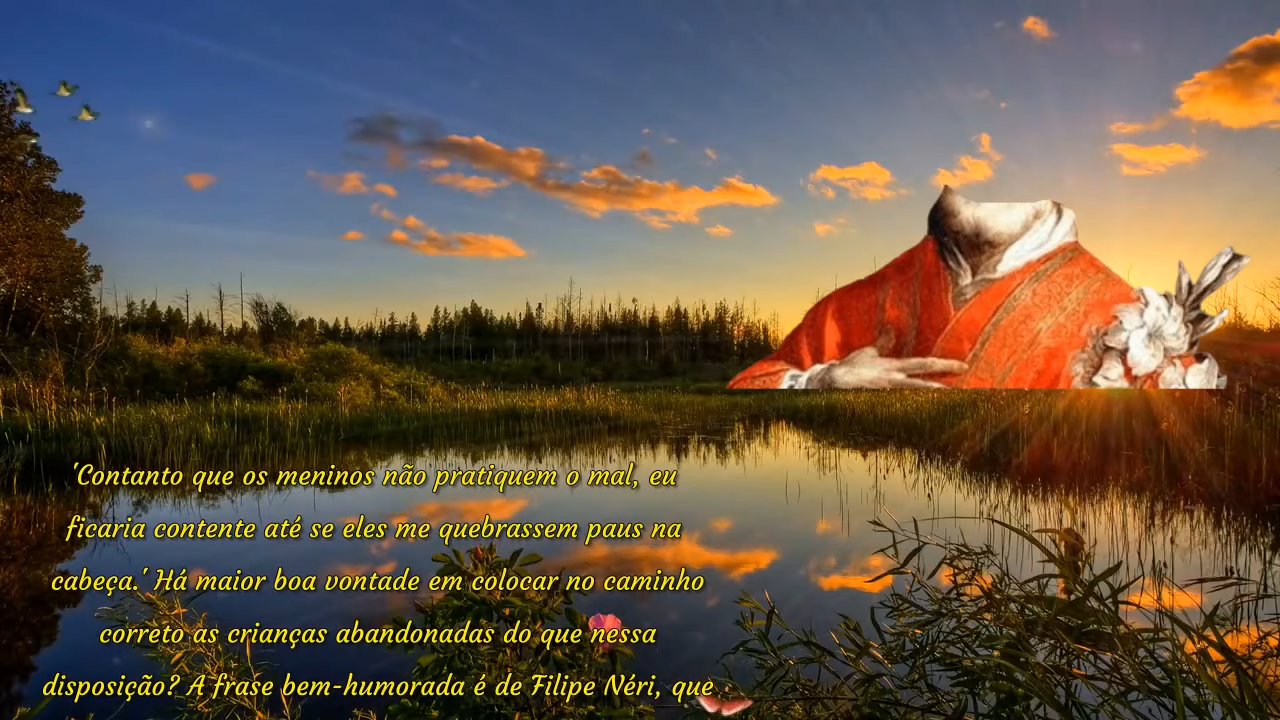 'Contanto que os meninos não pratiquem o mal, eu
ficaria contente até se eles me quebrassem paus na
cabeça.' Há maior boa vontade em colocar no caminho
correto as crianças abandonadas do que nessa
disposição? A frase bem-humorada é de Filipe Néri, que